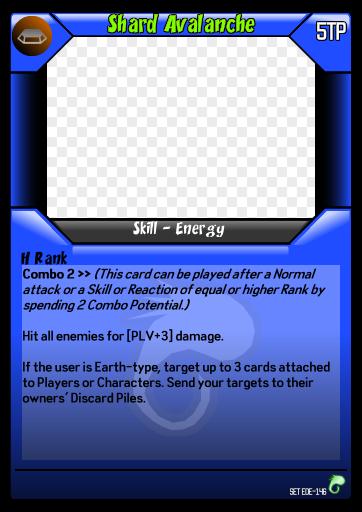 Shard Avalanche
5TP
Skill - Energy
H Rank
Combo 2 >> (This card can be played after a Normal
attack or a Skill or Reaction of equal or higher Rank by
spending 2 Combo Potential.)
Hit all enemies for [PLV+3] damage.
If the user is Earth-type, target up to 3 cards attached
to Players or Characters. Send your targets to their
owners' Discard Piles.
SET EOE-146